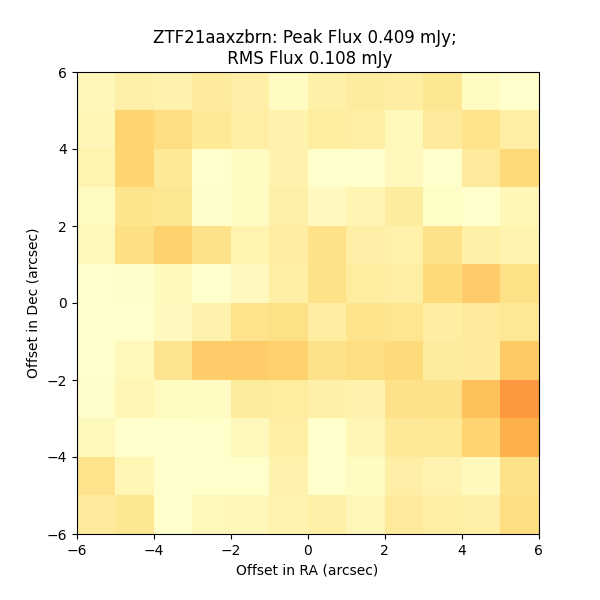 ZTF21aaxzbrn: Peak Flux 0.409 mJy;
RMS Flux 0.108 mJy
6
4
2
0
−2
−4
−6
Offset in Dec (arcsec)
−6 −4 −2 0 2 4 6
Offset in RA (arcsec)